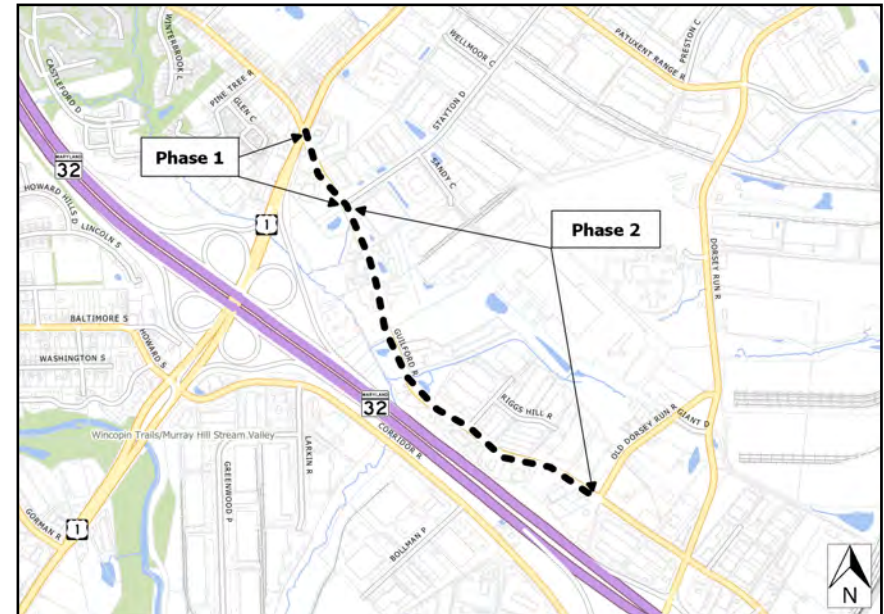 WINTERBROOK L
CASTLEFORD D
PINE TREE R
GLEN C
WELLMOOR C
STAYTON D
SANDY C
PATUXENT RANGE R
PRESTON C
Phase 1
MARYLAND
32
HOWARD HILLS D
LINCOLN S
1
Phase 2
DORSEY RUN R
BALTIMORE S
WASHINGTON S
HOWARD S
GUILFORD R
MARYLAND
32
RIGGS HILL R
OLD DORSEY RUN R
GIANT D
Wincopin Trails/Murray Hill Stream Valley
CORRIDOR R
LARKIN R
GREENWOOD P
GORMAN R
1
BOLLMAN P
N